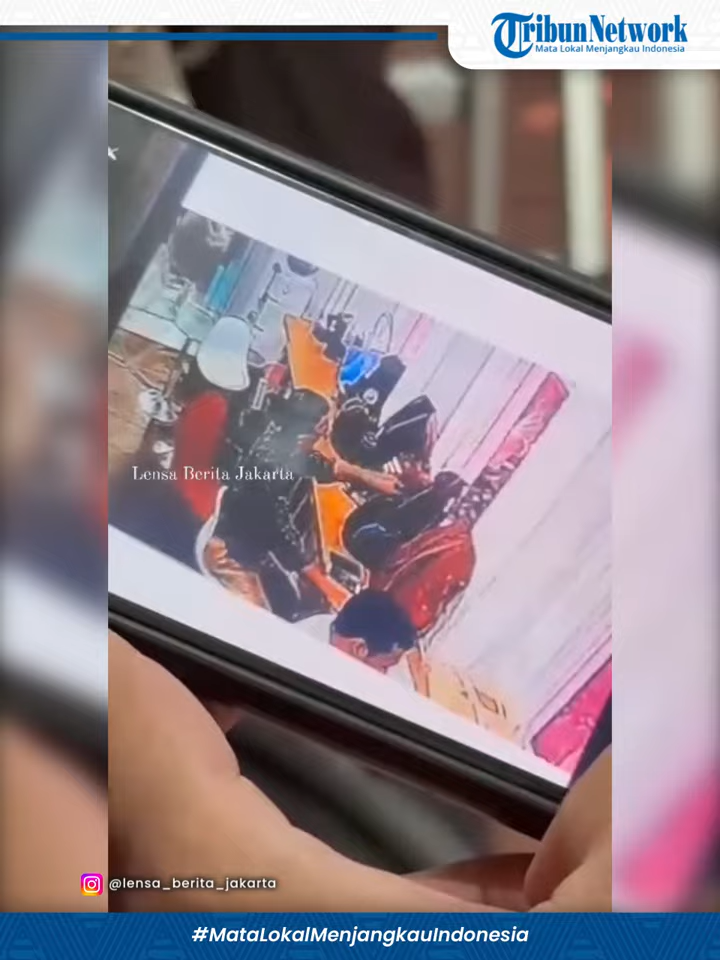 TribunNetwork
Mata Lokal Menjangkau Indonesia
Lensa Berita Jakarta
@lensa_berita_jakarta
#MataLokalMenjangkauIndonesia